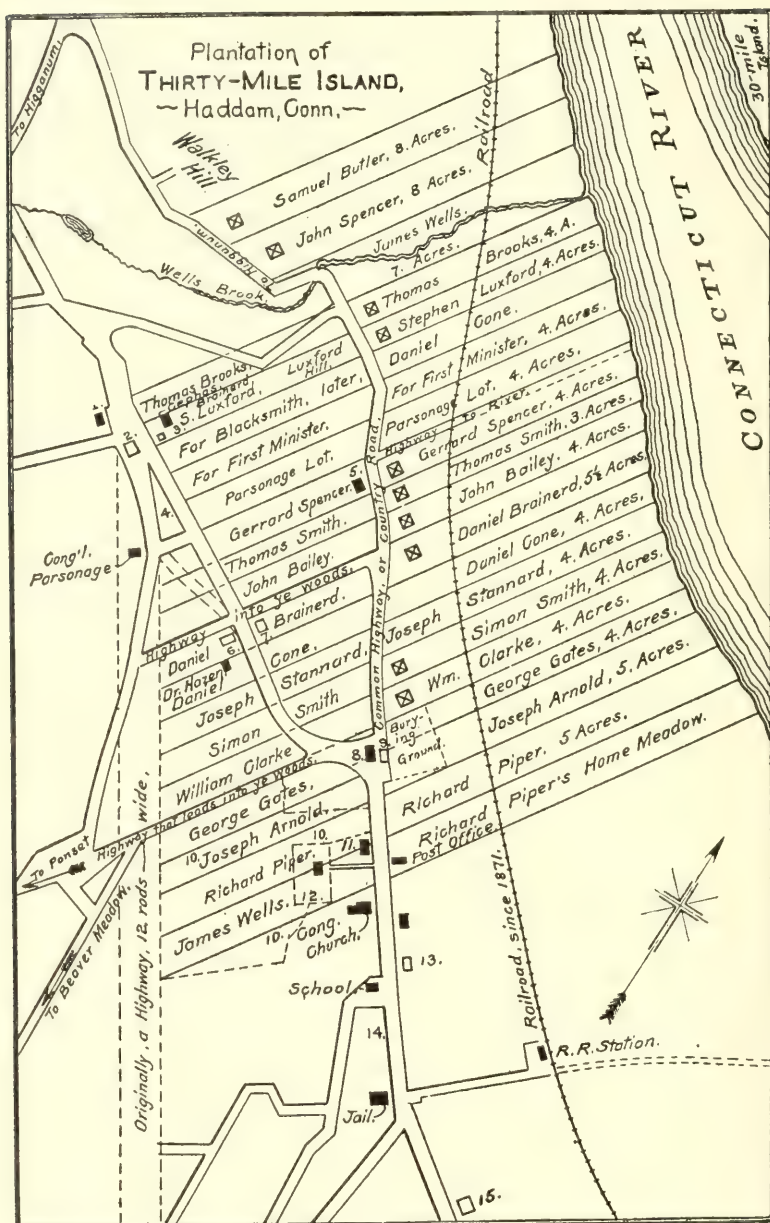 Plantation of
THIRTY-MILE ISLAND,
~Haddam, Conn.~
To Higganum.
Walkley
Hill
Railroad
30-mile
Island.
CONNECTICUT RIVER
Samuel Butler, 8 Acres.
John Spencer, 8 Acres.
to Higganum.
James Wells.
7. Acres.
Wells Brook.
Thomas Brooks, 4. A.
Stephen Luxford, 4. Acres.
Daniel Cone.
For First Minister, 4. Acres.
Parsonage Lot, 4. Acres.
Highway to River.
Gerrard Spencer, 4. Acres.
Thomas Smith, 3. Acres.
John Bailey. 4. Acres.
Daniel Brainerd, 5½ Acres.
Daniel Cone, 4. Acres.
Joseph Stannard, 4. Acres.
Simon Smith, 4. Acres.
Wm. Clarke, 4. Acres.
George Gates, 4. Acres.
Joseph Arnold, 5. Acres.
Richard Piper. 5 Acres.
Richard Piper's Home Meadow.
Common Highway, or Country Road,
Thomas Brooks,
Cephas Brainerd
S. Luxford,
Luxford
Hill,
For Blacksmith, later,
For First Minister.
Parsonage Lot.
Gerrard Spencer.
Thomas Smith.
John Bailey.
Highway into ye woods,
Daniel Brainerd.
Dr. Hazen
Daniel Cone,
Joseph Stannard,
Simon Smith
William Clarke
Highway that leads into ye woods,
George Gates,
Joseph Arnold
Richard Piper.
James Wells.
1.
2.
3.
4.
5.
6.
7.
8.
9.
10.
10.
10.
11.
12.
13.
14.
15.
Cong'l.
Parsonage
Burying
Ground.
Post Office.
To Ponset
To Beaver Meadow.
Originally, a Highway, 12 rods wide,
Cong.
Church.
School.
Jail.
Railroad, since 1871.
R.R. Station.